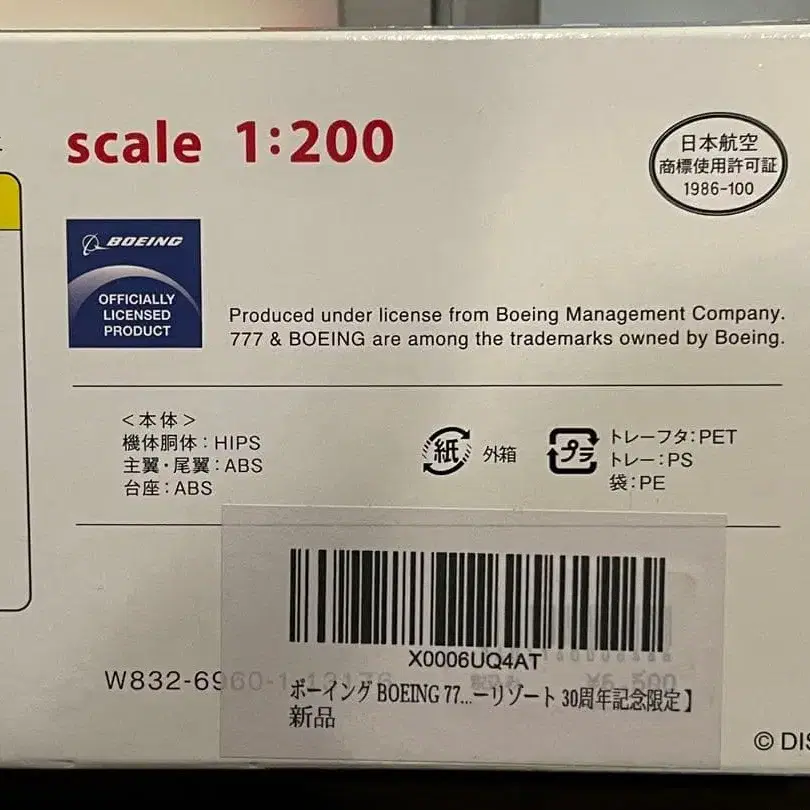 scale 1:200
日本航空
商標使用許可証
1986-100
BOEING
OFFICIALLY
LICENSED
PRODUCT
Produced under license from Boeing Management Company.
777 & BOEING are among the trademarks owned by Boeing.
<本体>
機体胴体:HIPS
主翼・尾翼:ABS
台座:ABS
紙 外箱
プラ
トレーフタ:PET
トレー:PS
袋:PE
X0006UQ4AT
W832-6960-1
ボーイング BOEING 77...ーリゾート 30周年記念限定】
新品
© DIS